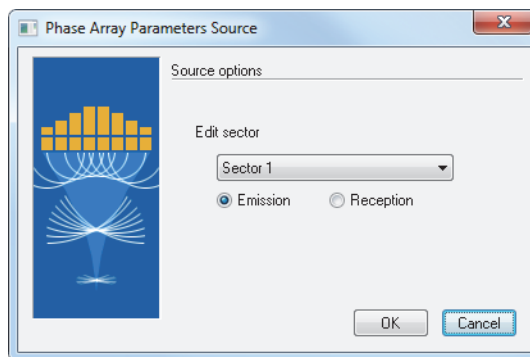 Phase Array Parameters Source
Source options
Edit sector
Sector 1
Emission Reception
OK Cancel